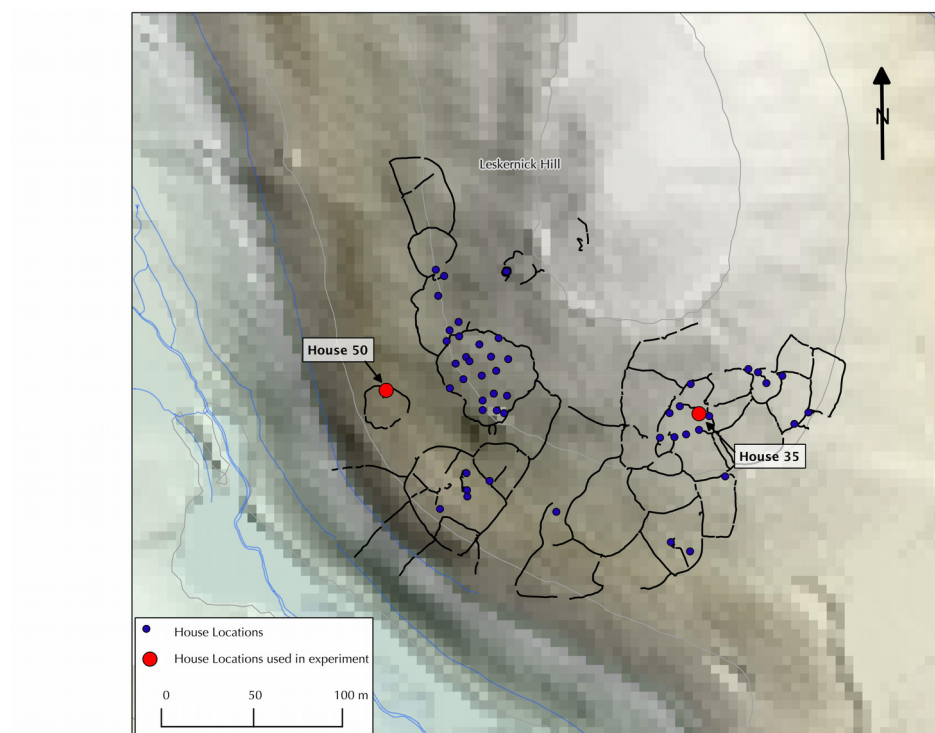 N
Leskernick Hill
House 50
House 35
House Locations
House Locations used in experiment
0 50 100 m